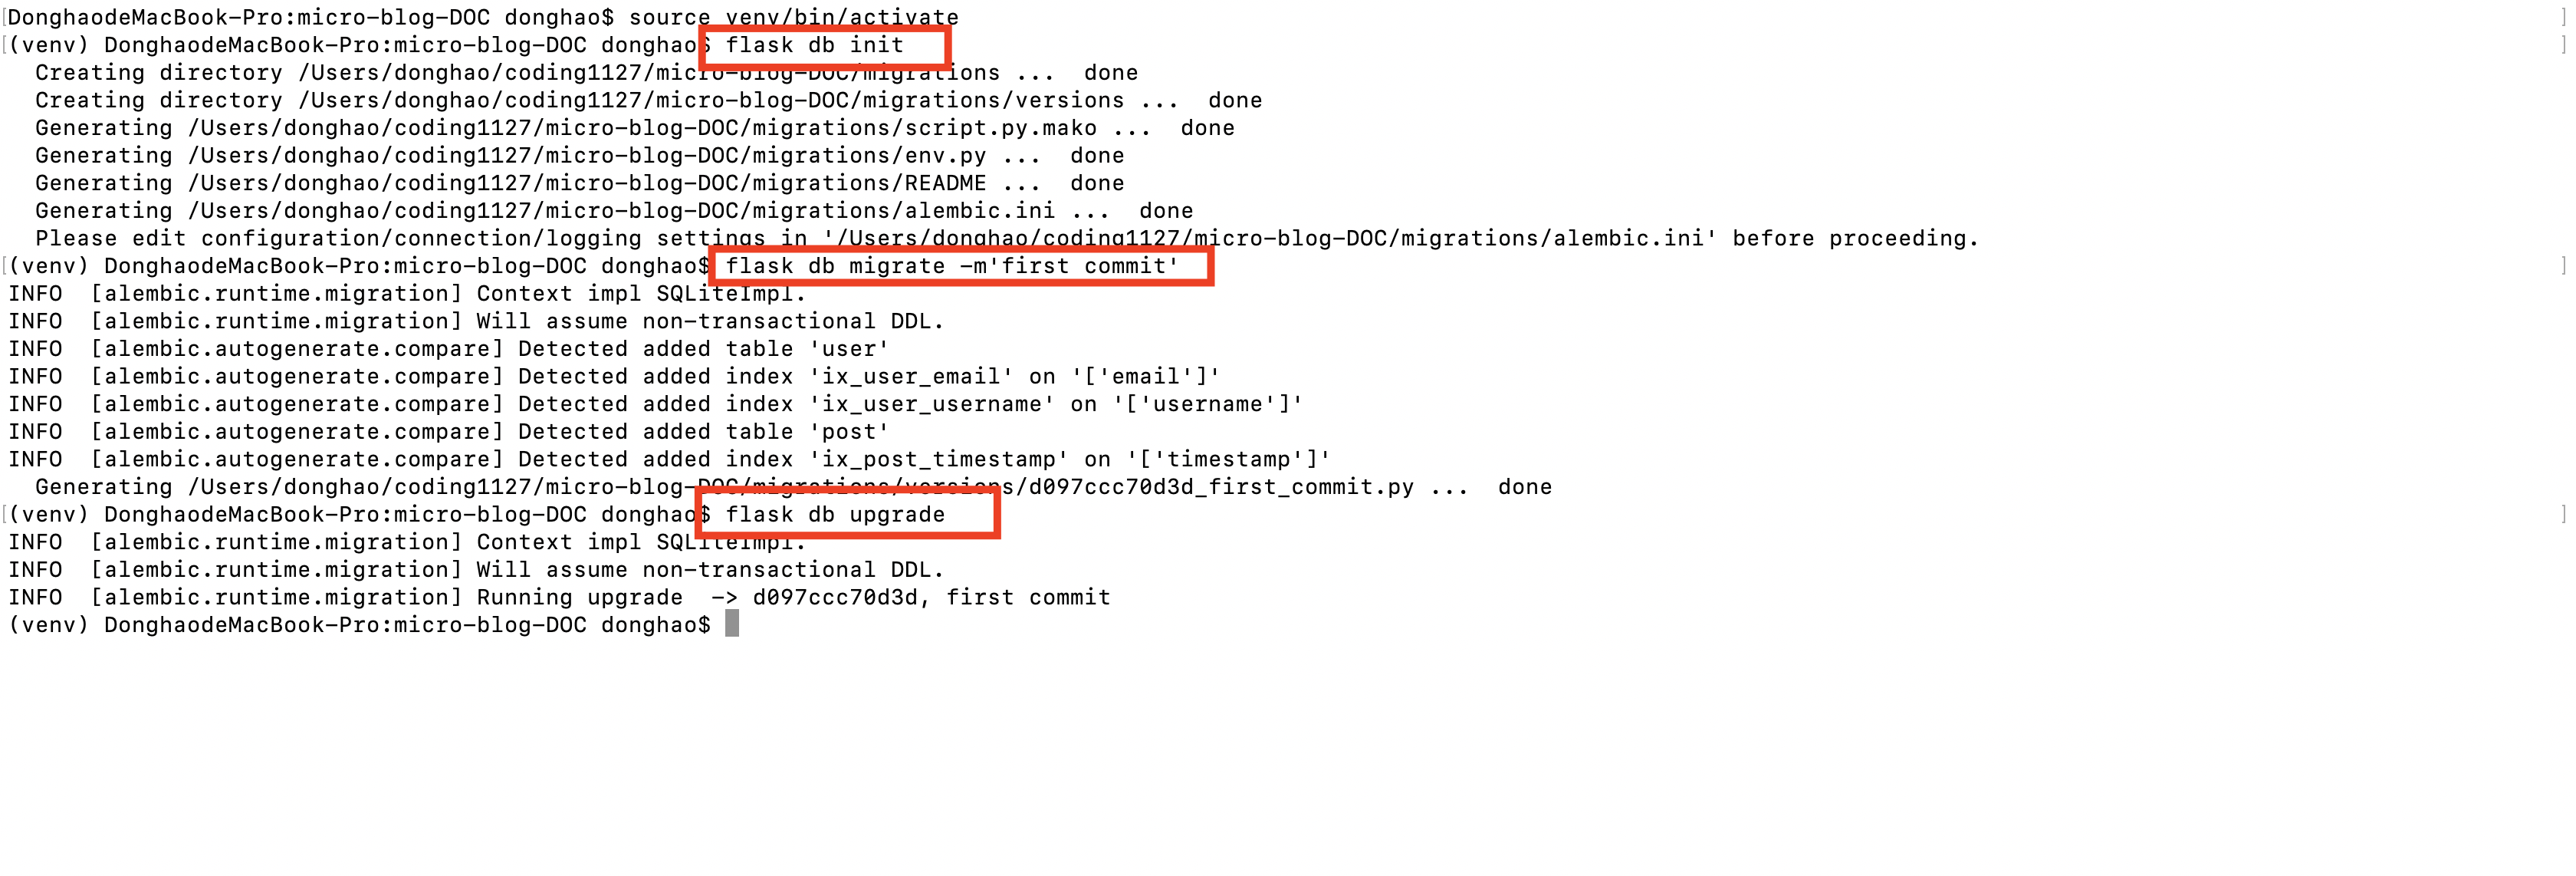 DonghaodeMacBook-Pro:micro-blog-DOC donghao$ source venv/bin/activate
(venv) DonghaodeMacBook-Pro:micro-blog-DOC donghao$ flask db init
  Creating directory /Users/donghao/coding1127/micro-blog-DOC/migrations ...  done
  Creating directory /Users/donghao/coding1127/micro-blog-DOC/migrations/versions ...  done
  Generating /Users/donghao/coding1127/micro-blog-DOC/migrations/script.py.mako ...  done
  Generating /Users/donghao/coding1127/micro-blog-DOC/migrations/env.py ...  done
  Generating /Users/donghao/coding1127/micro-blog-DOC/migrations/README ...  done
  Generating /Users/donghao/coding1127/micro-blog-DOC/migrations/alembic.ini ...  done
  Please edit configuration/connection/logging settings in '/Users/donghao/coding1127/micro-blog-DOC/migrations/alembic.ini' before proceeding.
(venv) DonghaodeMacBook-Pro:micro-blog-DOC donghao$ flask db migrate -m'first commit'
INFO  [alembic.runtime.migration] Context impl SQLiteImpl.
INFO  [alembic.runtime.migration] Will assume non-transactional DDL.
INFO  [alembic.autogenerate.compare] Detected added table 'user'
INFO  [alembic.autogenerate.compare] Detected added index 'ix_user_email' on '['email']'
INFO  [alembic.autogenerate.compare] Detected added index 'ix_user_username' on '['username']'
INFO  [alembic.autogenerate.compare] Detected added table 'post'
INFO  [alembic.autogenerate.compare] Detected added index 'ix_post_timestamp' on '['timestamp']'
  Generating /Users/donghao/coding1127/micro-blog-DOC/migrations/versions/d097ccc70d3d_first_commit.py ...  done
(venv) DonghaodeMacBook-Pro:micro-blog-DOC donghao$ flask db upgrade
INFO  [alembic.runtime.migration] Context impl SQLiteImpl.
INFO  [alembic.runtime.migration] Will assume non-transactional DDL.
INFO  [alembic.runtime.migration] Running upgrade  -> d097ccc70d3d, first commit
(venv) DonghaodeMacBook-Pro:micro-blog-DOC donghao$